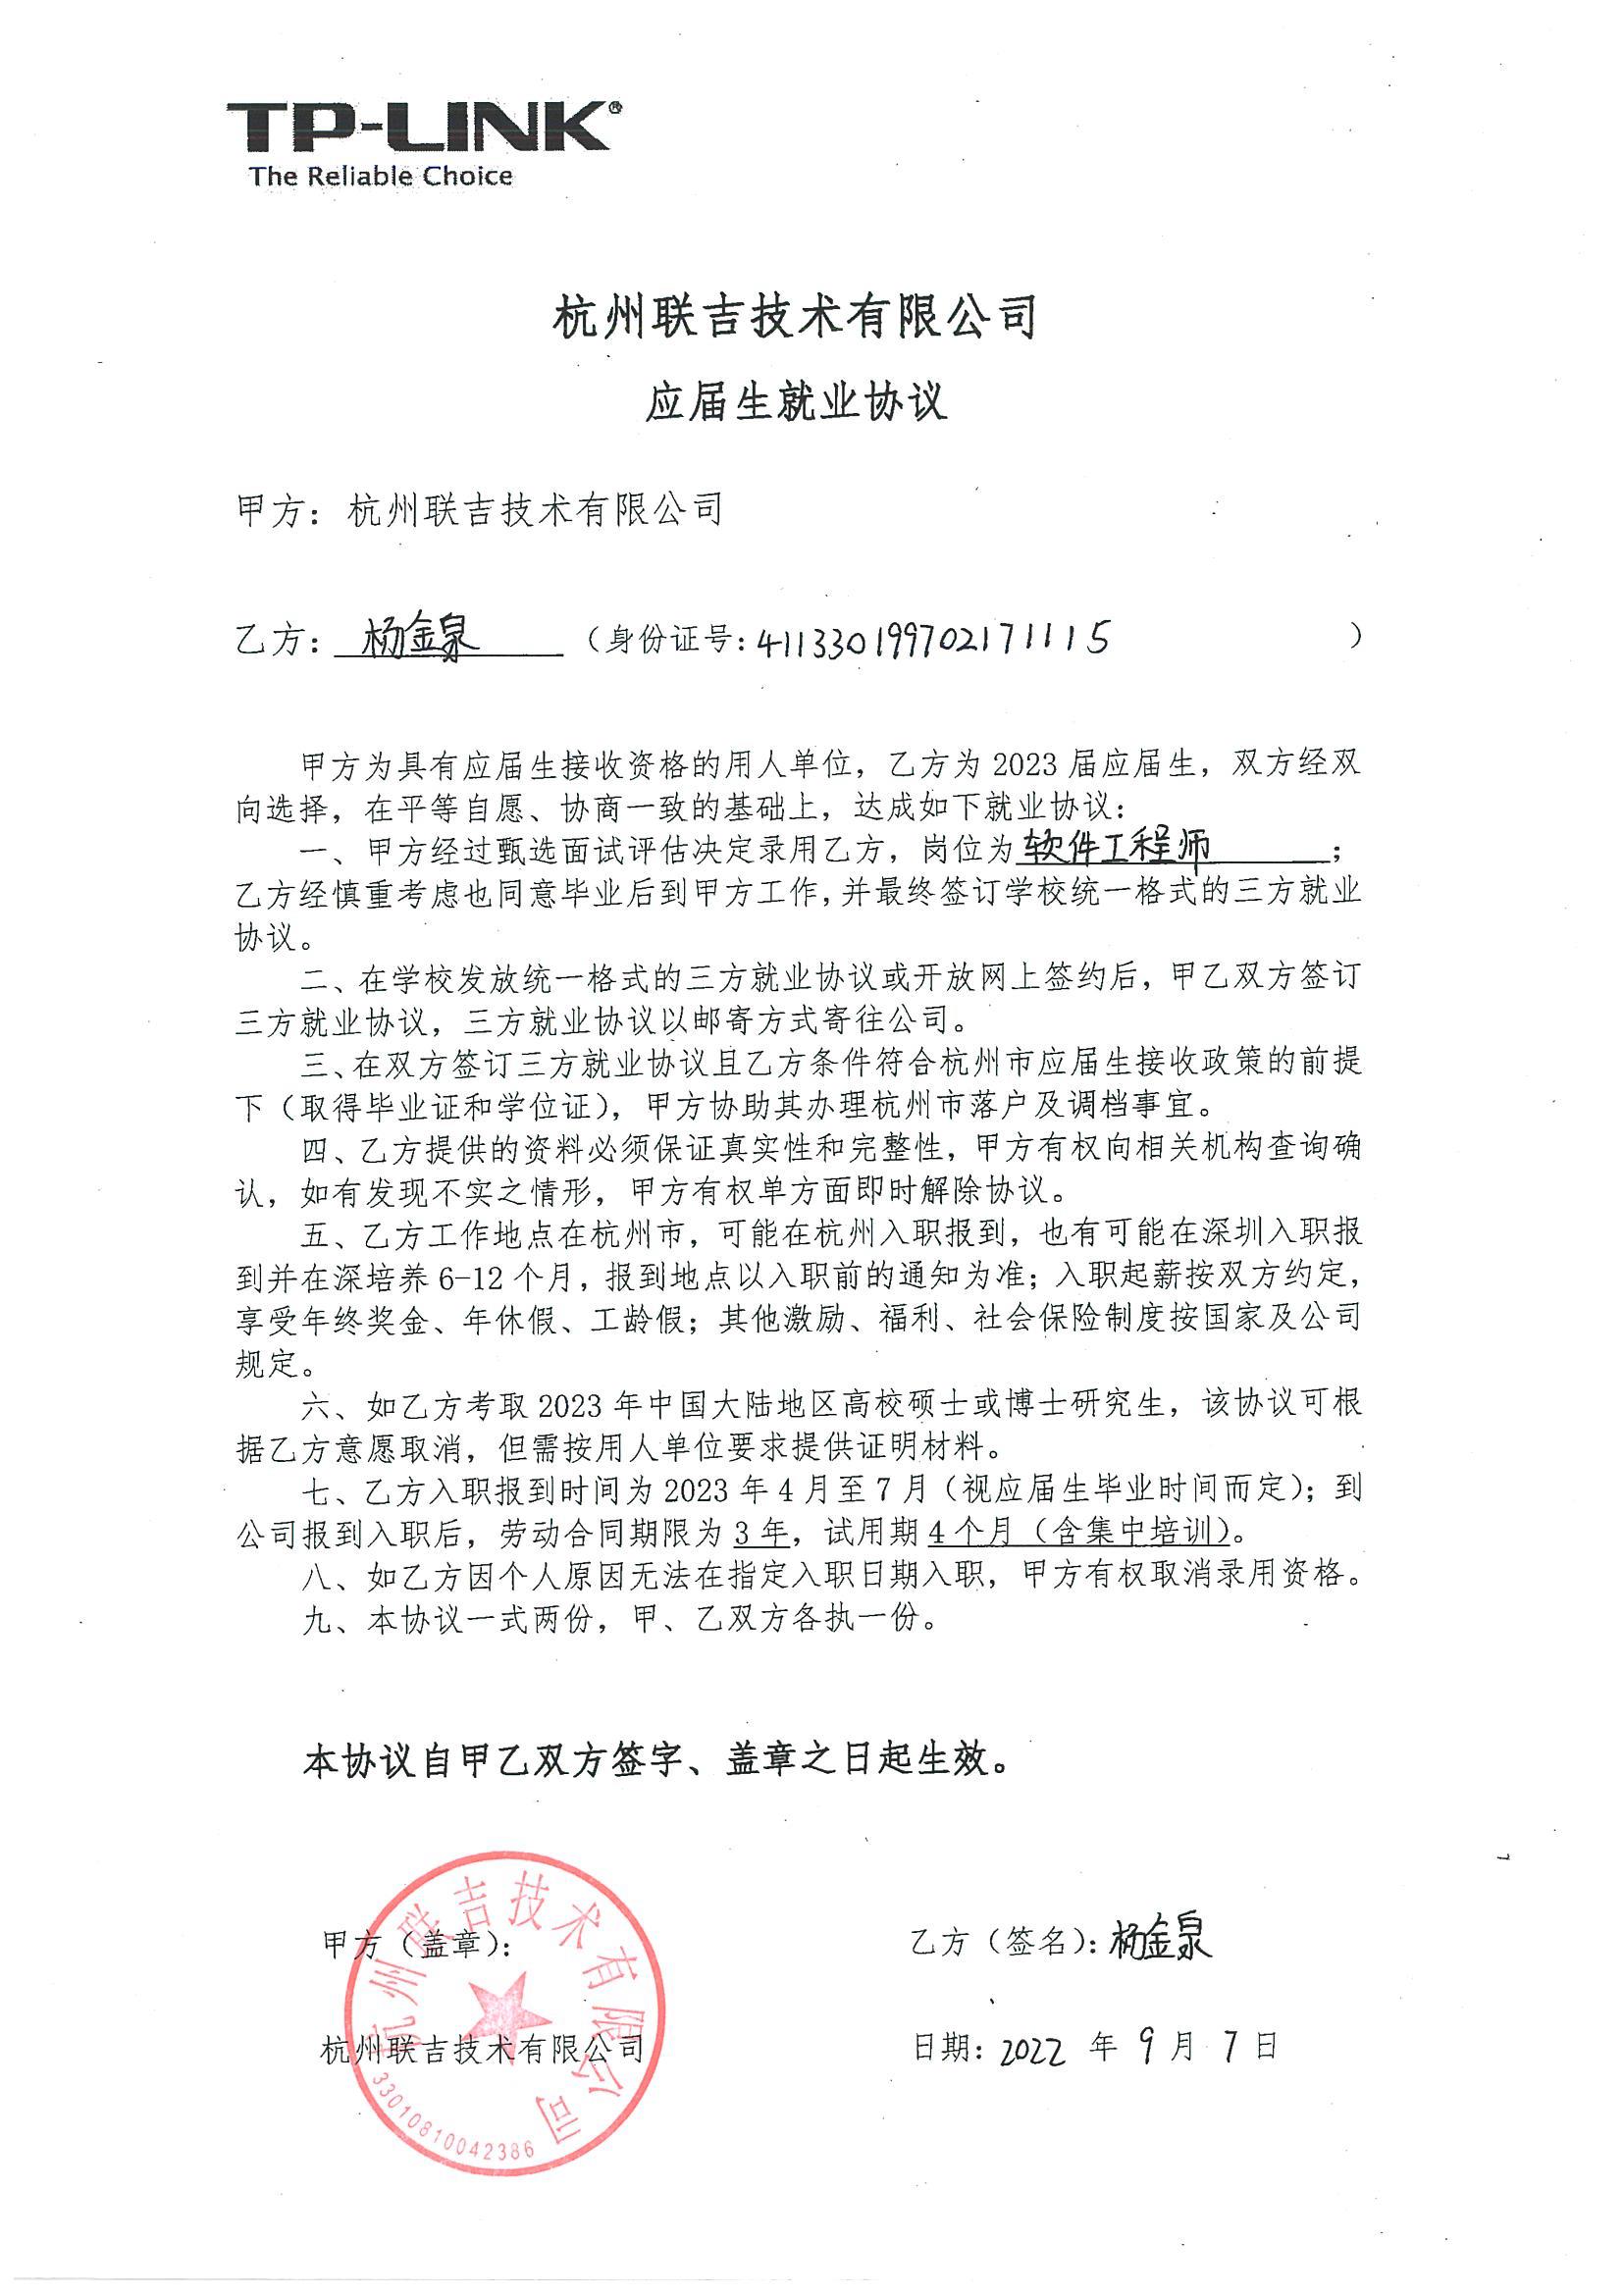 TP-LINK®
The Reliable Choice
杭州联吉技术有限公司
应届生就业协议
甲方：杭州联吉技术有限公司
乙方：杨金泉（身份证号：411330199702171115）
甲方为具有应届生接收资格的用人单位，乙方为 2023 届应届生，双方经双
向选择，在平等自愿、协商一致的基础上，达成如下就业协议：
一、甲方经过甄选面试评估决定录用乙方，岗位为软件工程师；
乙方经慎重考虑也同意毕业后到甲方工作，并最终签订学校统一格式的三方就业
协议。
二、在学校发放统一格式的三方就业协议或开放网上签约后，甲乙双方签订
三方就业协议，三方就业协议以邮寄方式寄往公司。
三、在双方签订三方就业协议且乙方条件符合杭州市应届生接收政策的前提
下（取得毕业证和学位证），甲方协助其办理杭州市落户及调档事宜。
四、乙方提供的资料必须保证真实性和完整性，甲方有权向相关机构查询确
认，如有发现不实之情形，甲方有权单方面即时解除协议。
五、乙方工作地点在杭州市，可能在杭州入职报到，也有可能在深圳入职报
到并在深培养 6-12 个月，报到地点以入职前的通知为准；入职起薪按双方约定，
享受年终奖金、年休假、工龄假；其他激励、福利、社会保险制度按国家及公司
规定。
六、如乙方考取 2023 年中国大陆地区高校硕士或博士研究生，该协议可根
据乙方意愿取消，但需按用人单位要求提供证明材料。
七、乙方入职报到时间为 2023 年 4 月至 7 月（视应届生毕业时间而定）；到
公司报到入职后，劳动合同期限为 3 年，试用期 4 个月（含集中培训）。
八、如乙方因个人原因无法在指定入职日期入职，甲方有权取消录用资格。
九、本协议一式两份，甲、乙双方各执一份。
本协议自甲乙双方签字、盖章之日起生效。
甲方（盖章）：
乙方（签名）：杨金泉
杭州联吉技术有限公司
日期：2022 年 9 月 7 日
杭州联吉技术有限公司
33010810042386